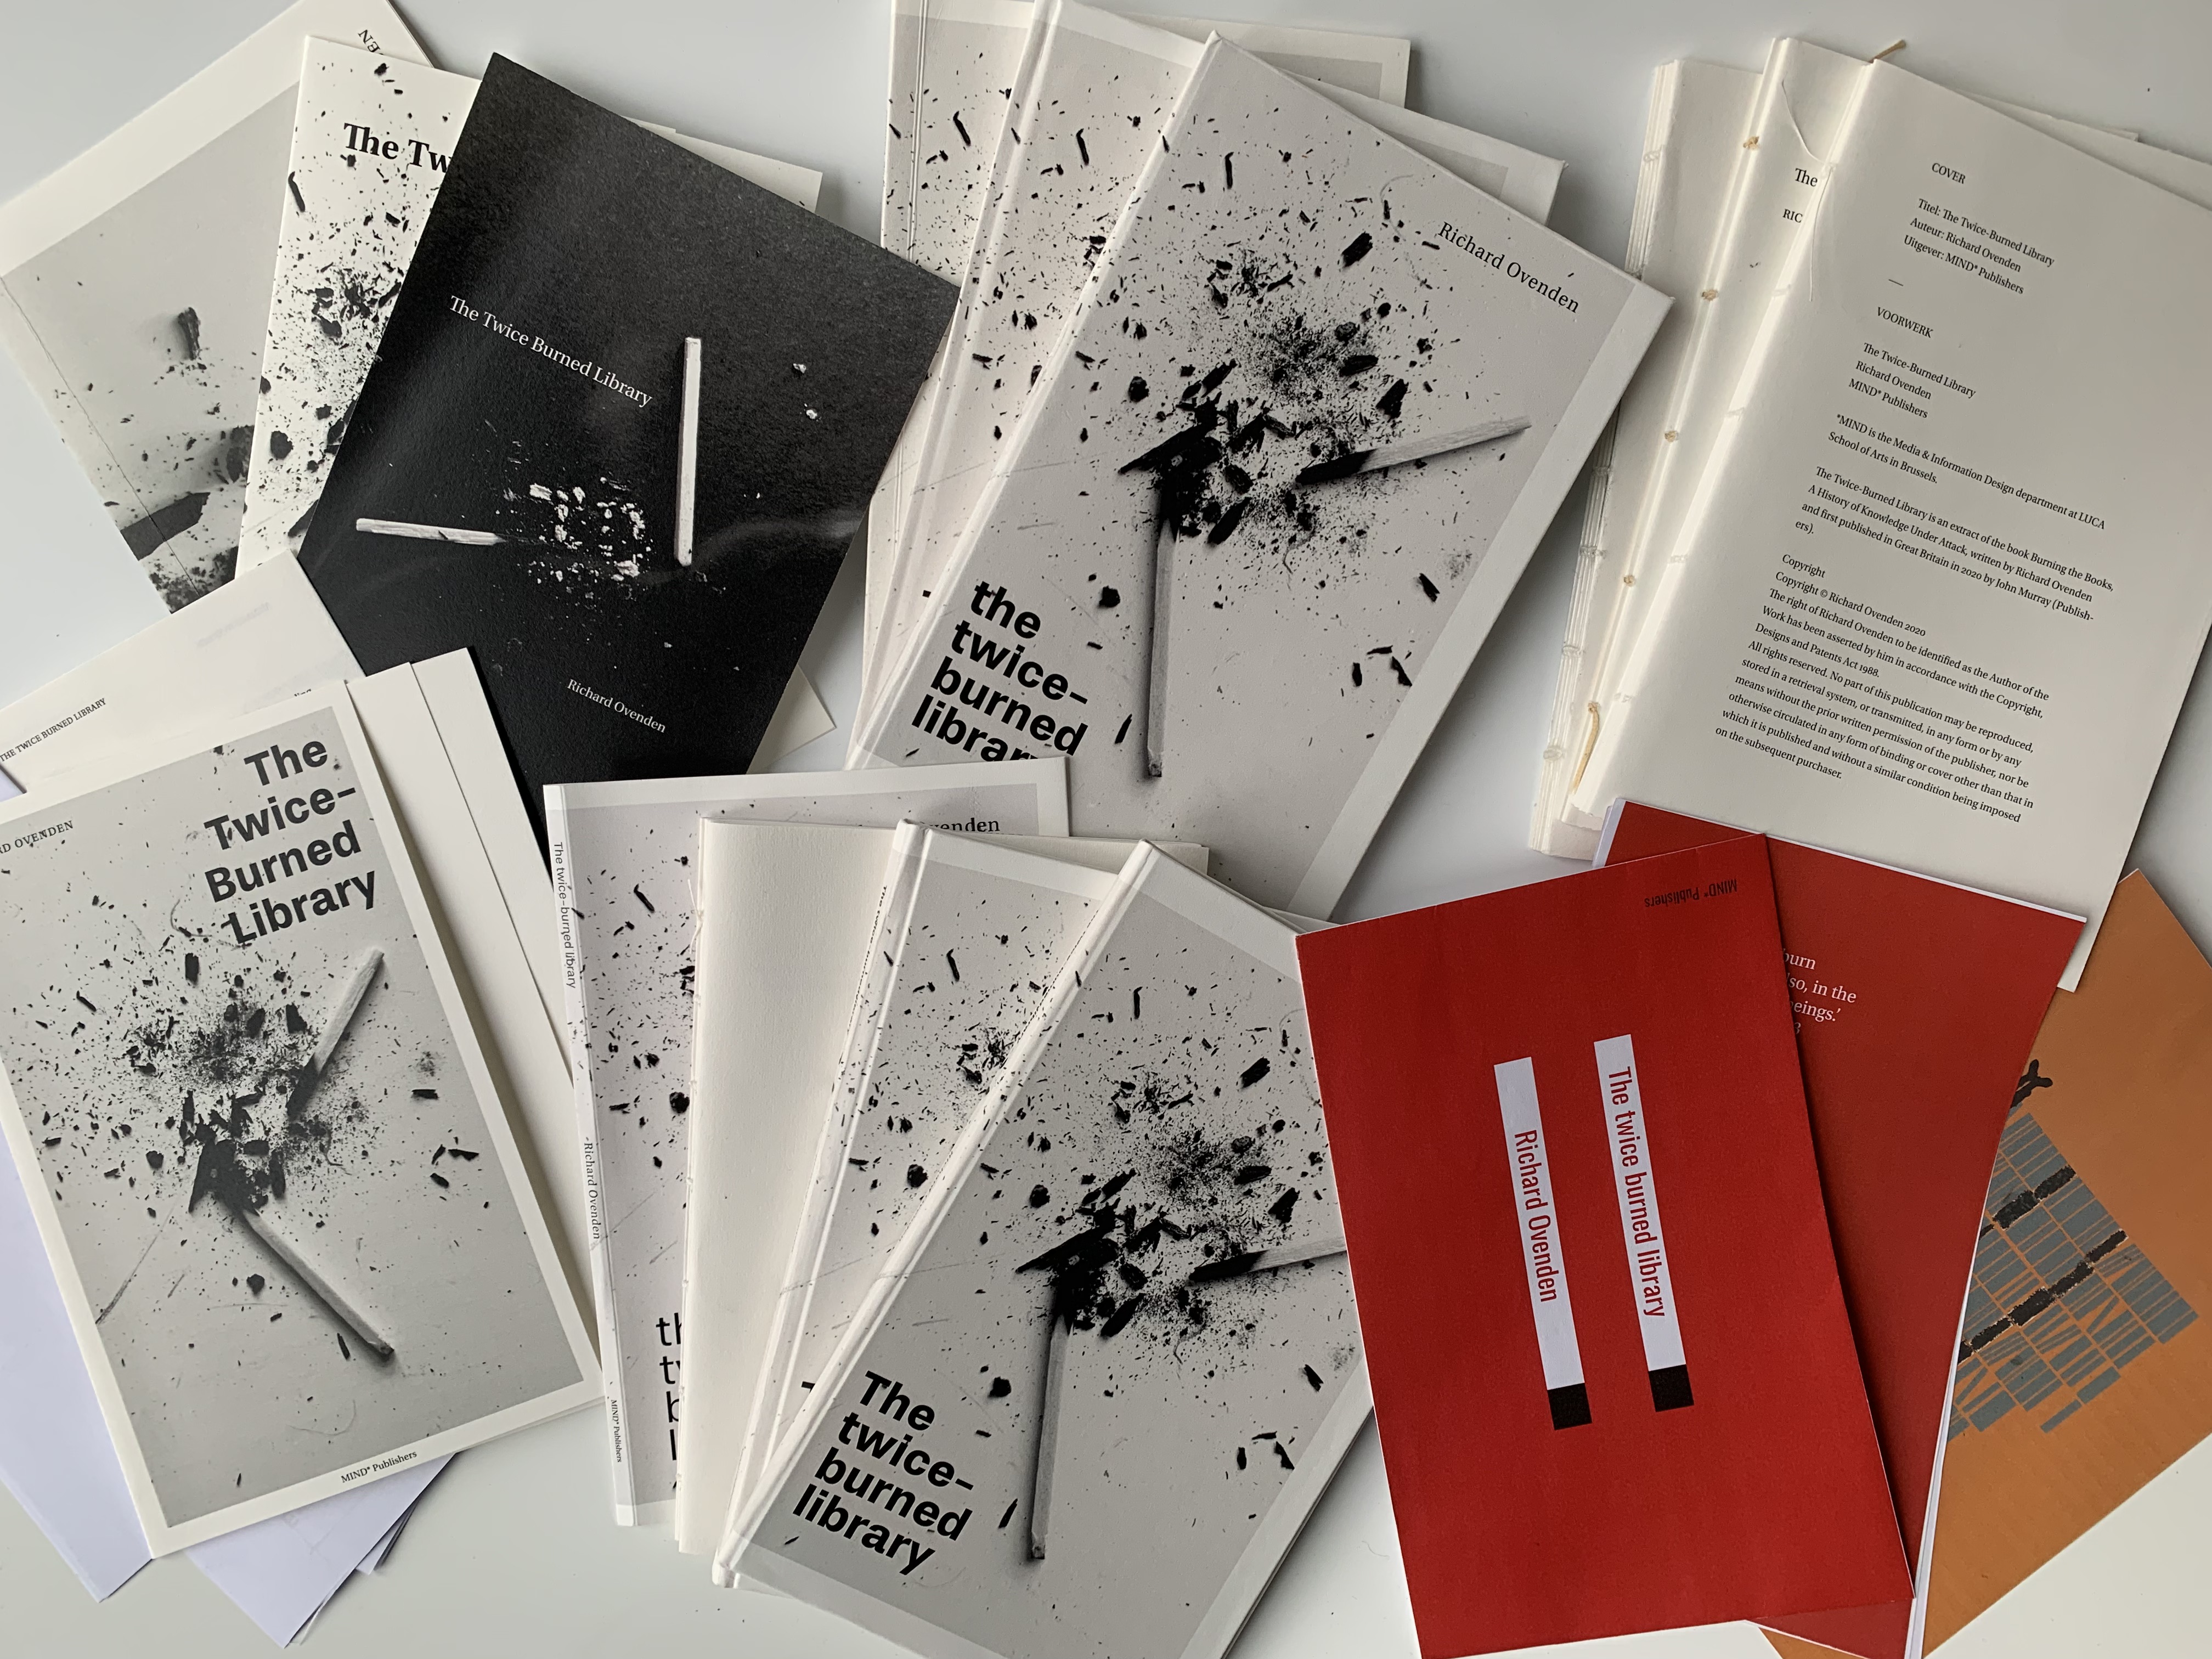 D OVENDEN
The
Twice-
Burned
Library
MIND* Publishers
THE TWICE BURNED LIBRARY
EN
The Tw
The Twice Burned Library
Richard Ovenden
The twice-burned library
Richard Ovenden
MIND* Publishers
The
twice-
burned
library
enden
the
twice-
burned
library
Richard Ovenden
Richard Ovenden
The twice burned library
MIND* Publishers
burn
so, in the
eings.'
The
RIC
COVER
Titel: The Twice-Burned Library
Auteur: Richard Ovenden
Uitgever: MIND* Publishers
—
VOORWERK
The Twice-Burned Library
Richard Ovenden
MIND* Publishers
*MIND is the Media & Information Design department at LUCA
School of Arts in Brussels.
The Twice-Burned Library is an extract of the book Burning the Books,
A History of Knowledge Under Attack, written by Richard Ovenden
and first published in Great Britain in 2020 by John Murray (Publish-
ers),
Copyright
Copyright © Richard Ovenden 2020
The right of Richard Ovenden to be identified as the Author of the
Work has been asserted by him in accordance with the Copyright,
Designs and Patents Act 1988.
All rights reserved. No part of this publication may be reproduced,
stored in a retrieval system, or transmitted, in any form or by any
means without the prior written permission of the publisher, nor be
otherwise circulated in any form of binding or cover other than that in
which it is published and without a similar condition being imposed
on the subsequent purchaser.